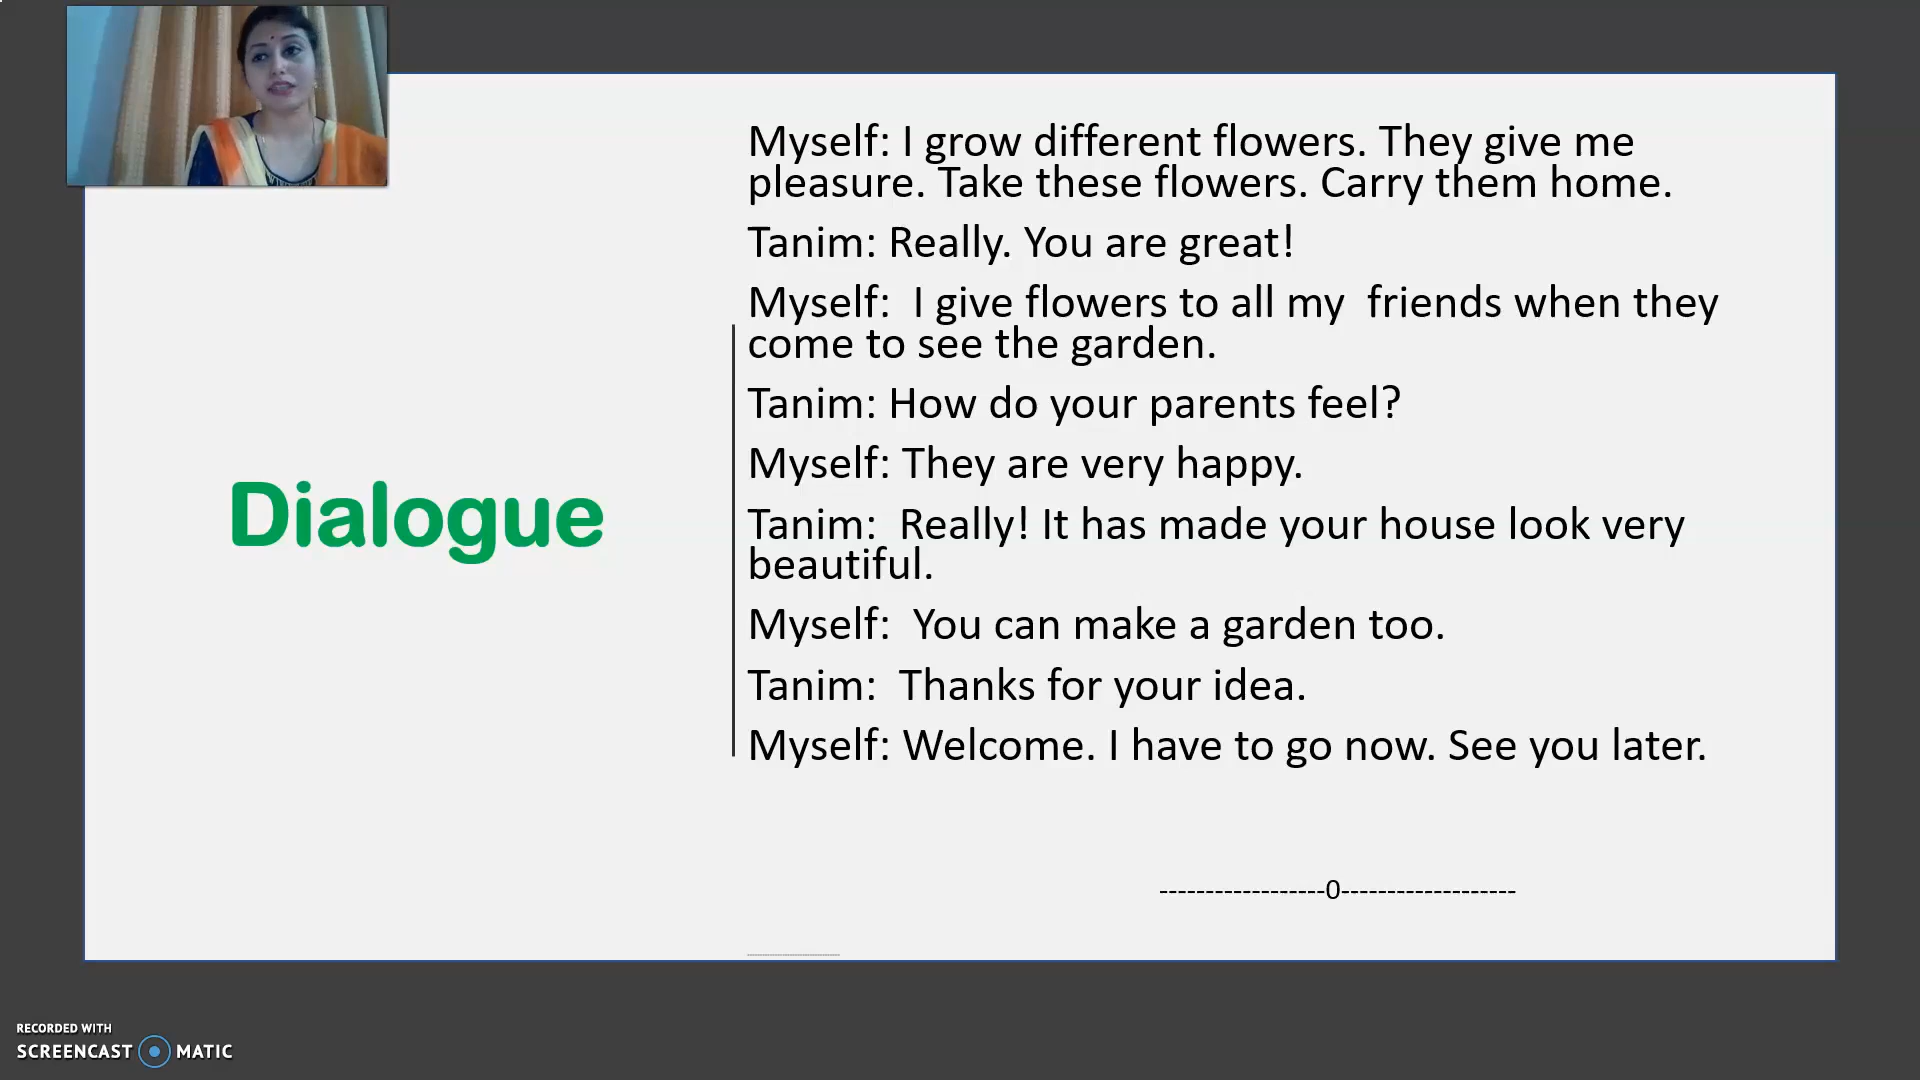 Myself: I grow different flowers. They give me
pleasure. Take these flowers. Carry them home.
Tanim: Really. You are great!
Myself:  I give flowers to all my  friends when they
come to see the garden.
Tanim: How do your parents feel?
Myself: They are very happy.
Tanim:  Really! It has made your house look very
beautiful.
Myself:  You can make a garden too.
Tanim:  Thanks for your idea.
Myself: Welcome. I have to go now. See you later.
Dialogue
------------------0-------------------
RECORDED WITH
SCREENCAST MATIC